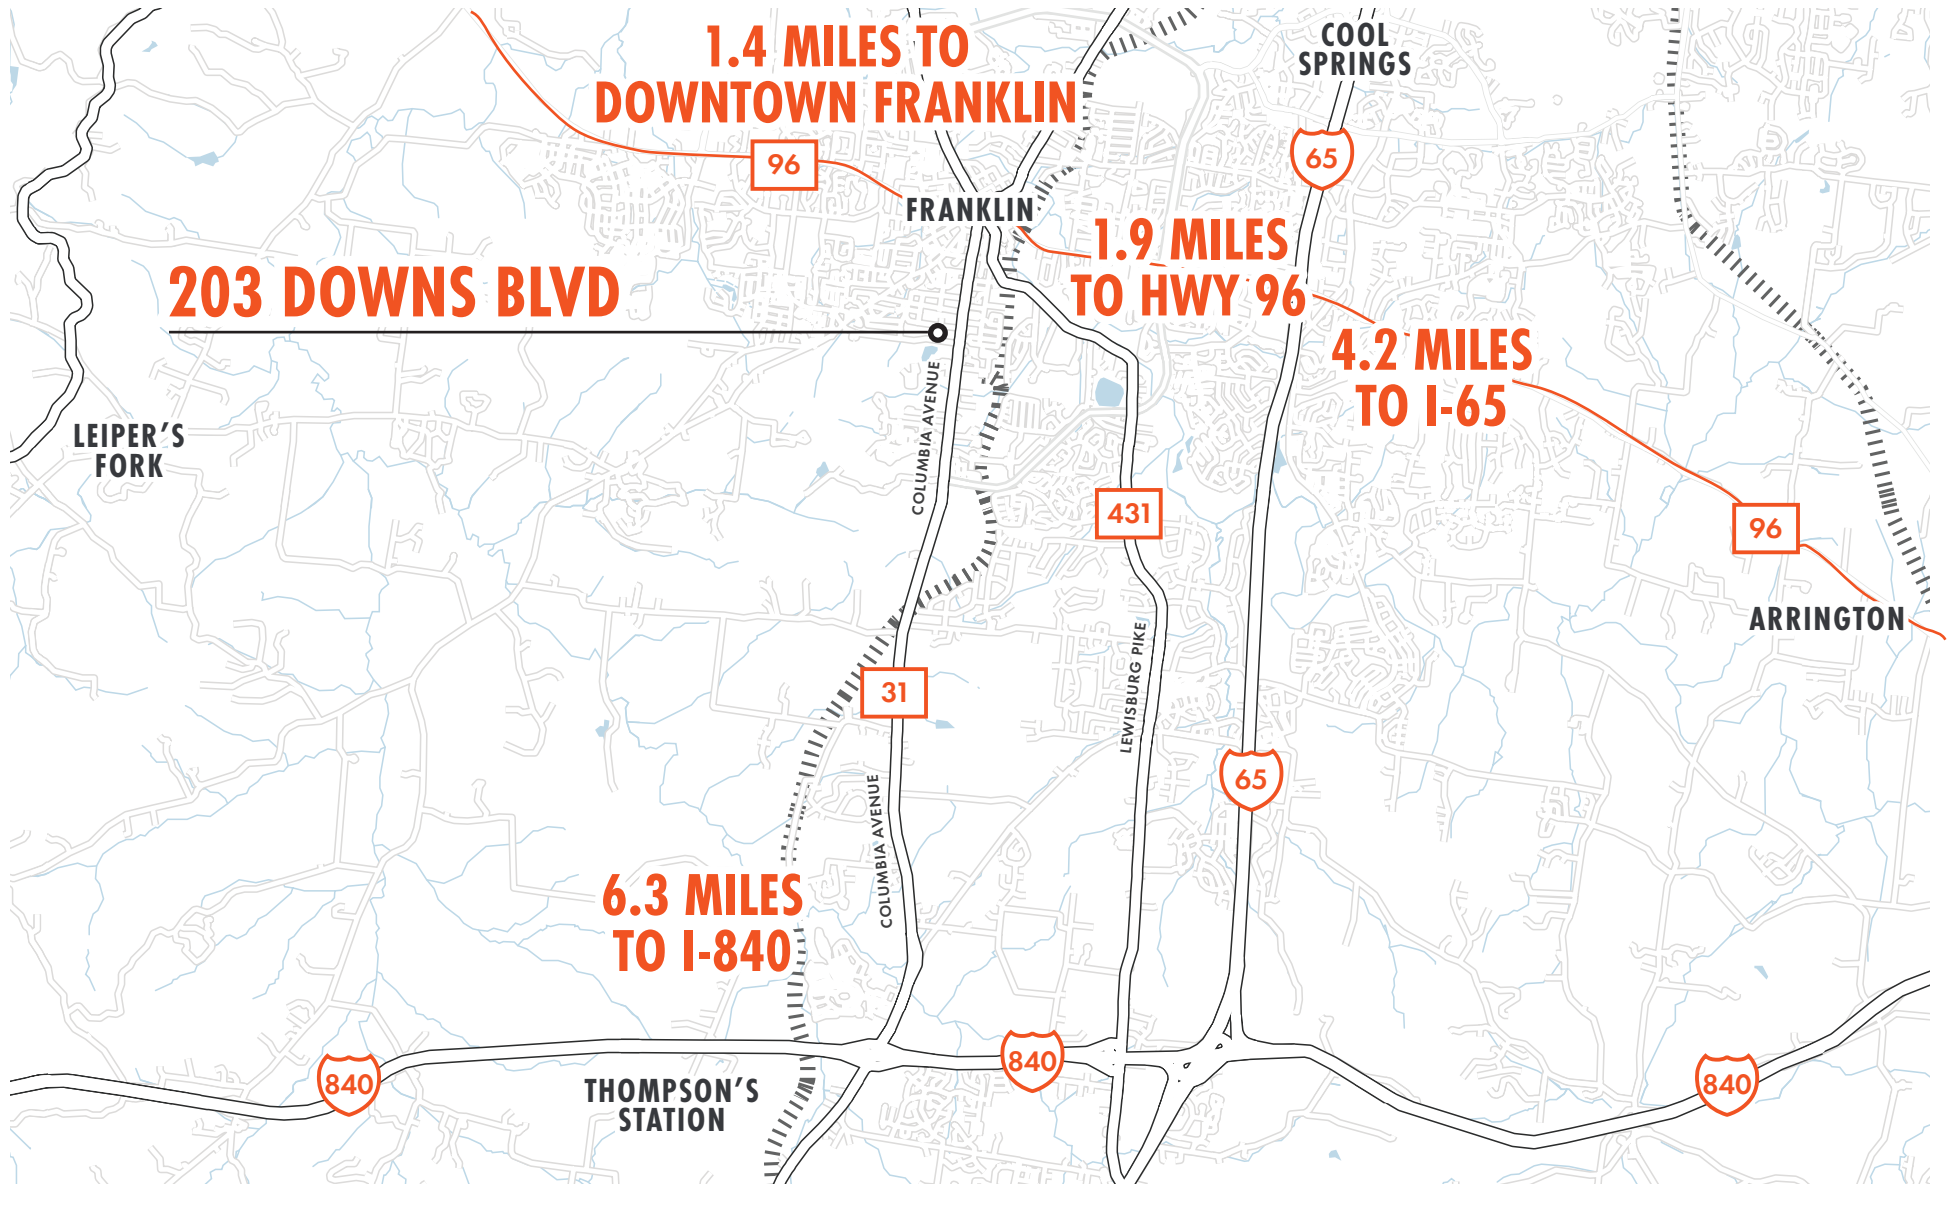 COOL
SPRINGS
1.4 MILES TO
DOWNTOWN FRANKLIN
96
65
FRANKLIN
1.9 MILES
TO HWY 96
203 DOWNS BLVD
4.2 MILES
TO I-65
COLUMBIA AVENUE
LEIPER'S
FORK
431
96
ARRINGTON
LEWISBURG PIKE
31
65
COLUMBIA AVENUE
6.3 MILES
TO I-840
840
840
840
THOMPSON'S
STATION